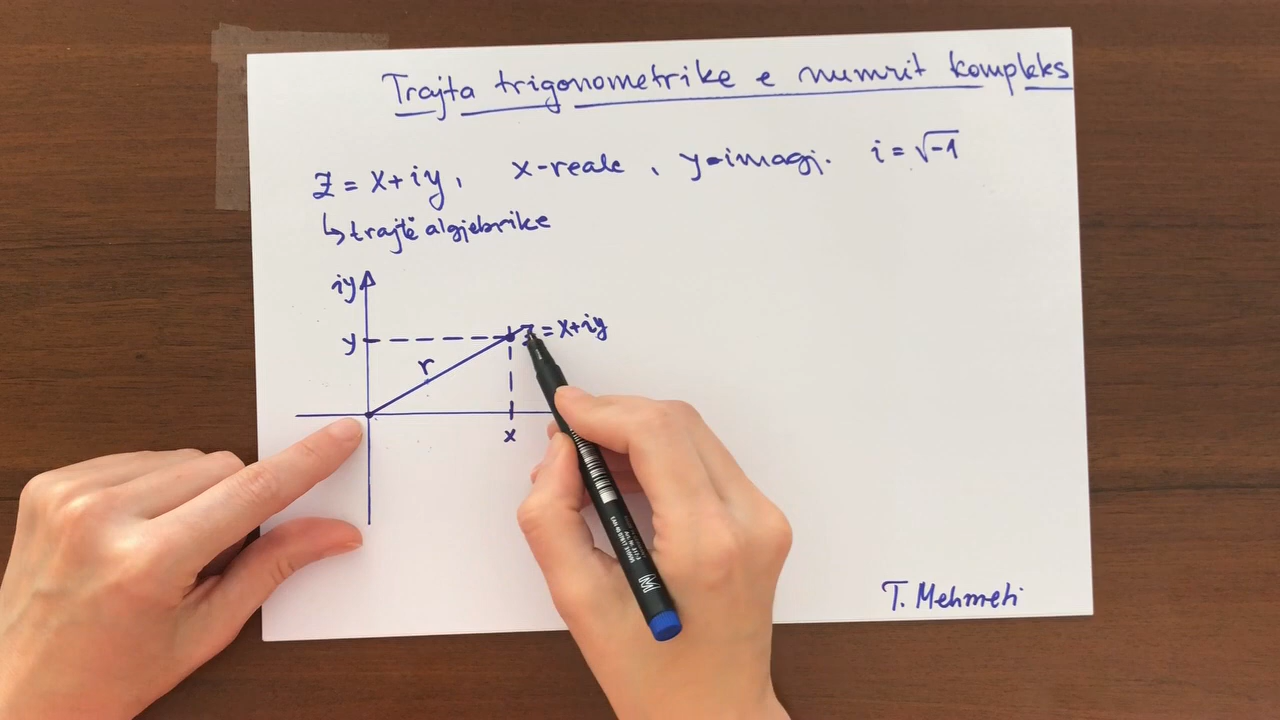 Trajta trigonometrike e numrit kompleks
Z = x+iy, x-reale, y-imagj. i = √-1
↳ trajtë algjebrike
iy
y
r
Z = x+iy
x
T. Mehmeti